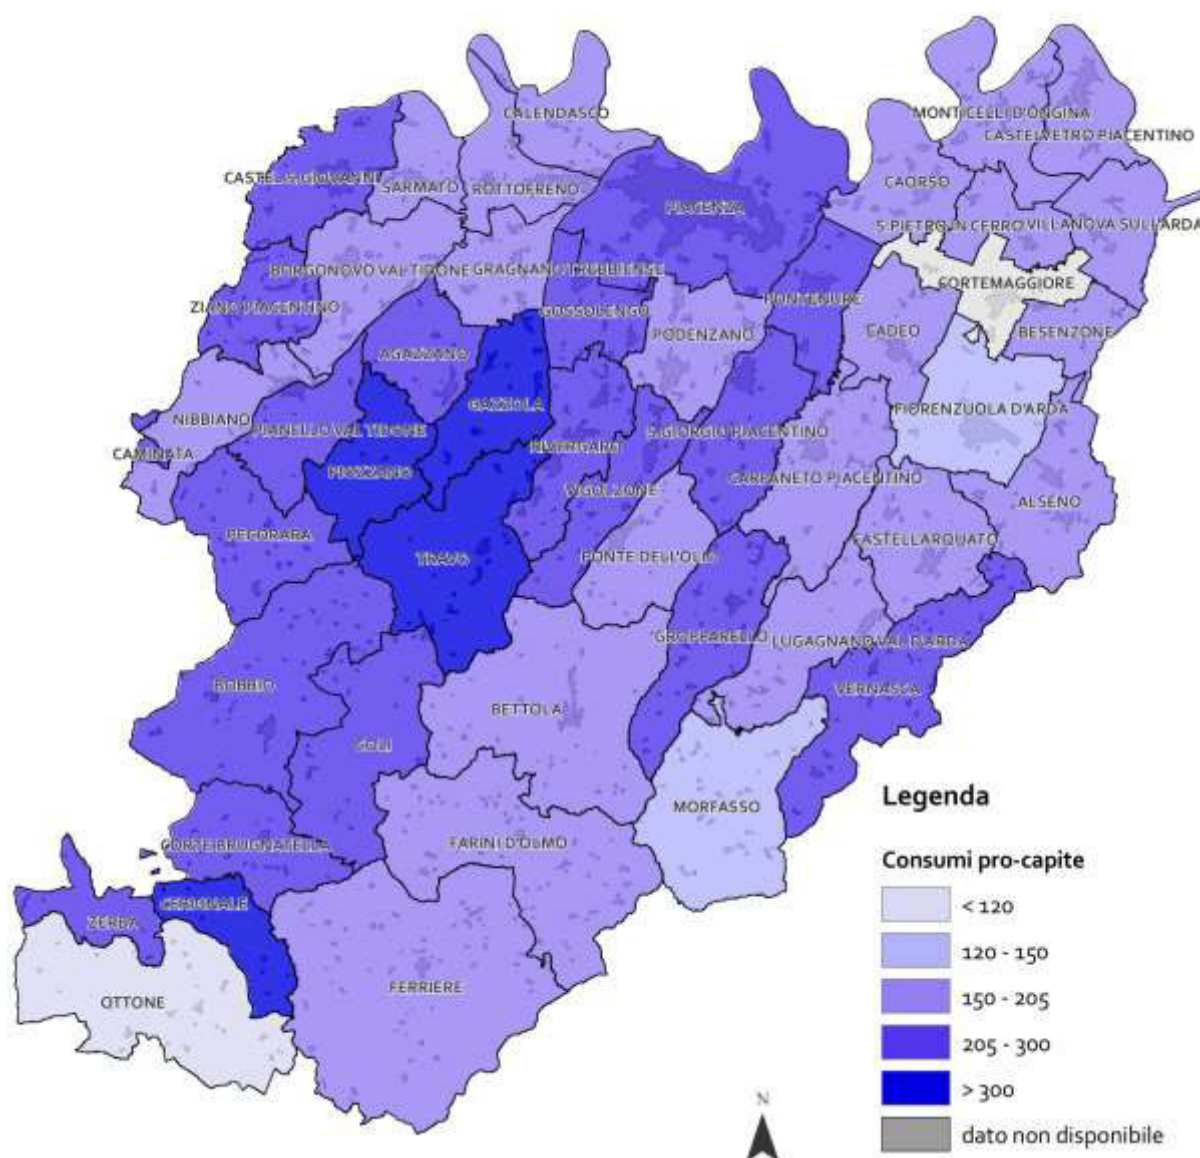 CALENDASCO
MONTICELLI D'ONGINA
CASTELVETRO PIACENTINO
CASTEL S.GIOVANNI
SARMATO
ROTTOFRENO
CAORSO
PIACENZA
S.PIETRO IN CERRO
VILLANOVA SULL'ARDA
BORGONOVO VAL TIDONE
GRAGNANO TREBBIENSE
CORTEMAGGIORE
ZIANO PIACENTINO
GOSSOLENGO
PONTENURE
PODENZANO
CADEO
BESENZONE
AGAZZANO
GAZZOLA
FIORENZUOLA D'ARDA
NIBBIANO
PIANELLO VAL TIDONE
S.GIORGIO PIACENTINO
CAMINATA
RIVERGARO
PIOZZANO
CARPANETO PIACENTINO
VIGOLZONE
ALSENO
PECORARA
TRAVO
PONTE DELL'OLIO
CASTELLARQUATO
GROPPARELLO
LUGAGNANO VAL D'ARDA
BOBBIO
VERNASCA
BETTOLA
COLI
MORFASSO
CORTE BRUGNATELLA
FARINI D'OLMO
CERIGNALE
ZERBA
OTTONE
FERRIERE
Legenda
Consumi pro-capite
< 120
120 - 150
150 - 205
205 - 300
> 300
dato non disponibile
N